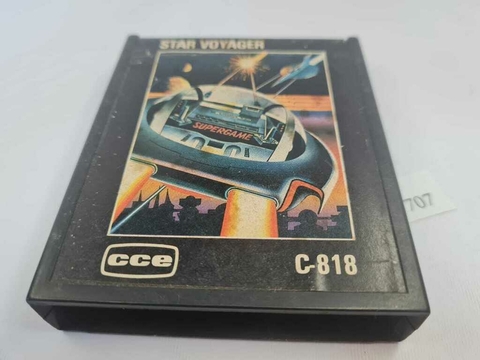 STAR VOYAGER
SUPERGAME
707
cce
C-818